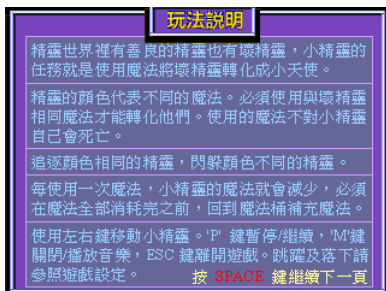 玩法説明
精靈世界裡有善良的精靈也有壞精靈，小精靈的
任務就是使用魔法將壞精靈轉化成小天使。
精靈的顏色代表不同的魔法。必須使用與壞精靈
相同魔法才能轉化他們。使用的魔法不對小精靈
自己會死亡。
追逐顏色相同的精靈，閃躲顏色不同的精靈。
每使用一次魔法，小精靈的魔法就會減少，必須
在魔法全部消耗完之前，回到魔法桶補充魔法。
使用左右鍵移動小精靈。'P' 鍵暫停/繼續，'M'鍵
關閉/播放音樂，ESC 鍵離開遊戲。跳躍及落下請
參照遊戲設定。
按 SPACE 鍵繼續下一頁